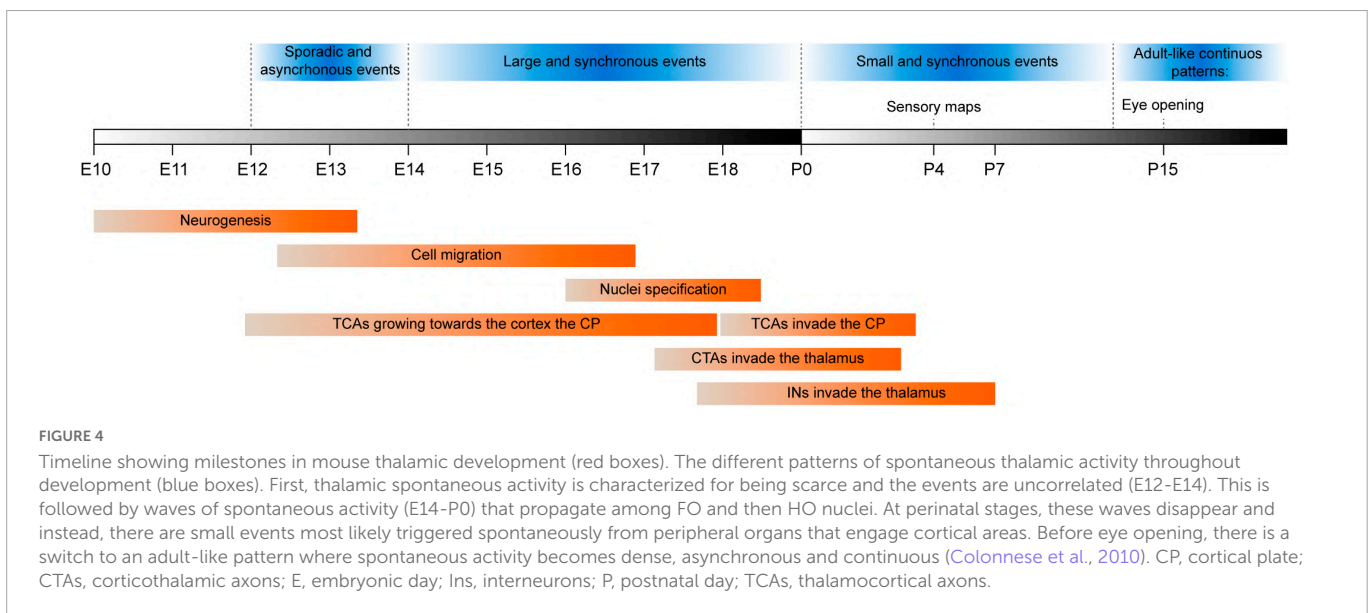 Sporadic and
asyncrhonous events
Large and synchronous events
Small and synchronous events
Adult-like continuos
patterns:
Sensory maps
Eye opening
E10 E11 E12 E13 E14 E15 E16 E17 E18 P0 P4 P7 P15
Neurogenesis
Cell migration
Nuclei specification
TCAs growing towards the cortex the CP
TCAs invade the CP
CTAs invade the thalamus
INs invade the thalamus
FIGURE 4
Timeline showing milestones in mouse thalamic development (red boxes). The different patterns of spontaneous thalamic activity throughout
development (blue boxes). First, thalamic spontaneous activity is characterized for being scarce and the events are uncorrelated (E12-E14). This is
followed by waves of spontaneous activity (E14-P0) that propagate among FO and then HO nuclei. At perinatal stages, these waves disappear and
instead, there are small events most likely triggered spontaneously from peripheral organs that engage cortical areas. Before eye opening, there is a
switch to an adult-like pattern where spontaneous activity becomes dense, asynchronous and continuous (Colonnese et al., 2010). CP, cortical plate;
CTAs, corticothalamic axons; E, embryonic day; Ins, interneurons; P, postnatal day; TCAs, thalamocortical axons.